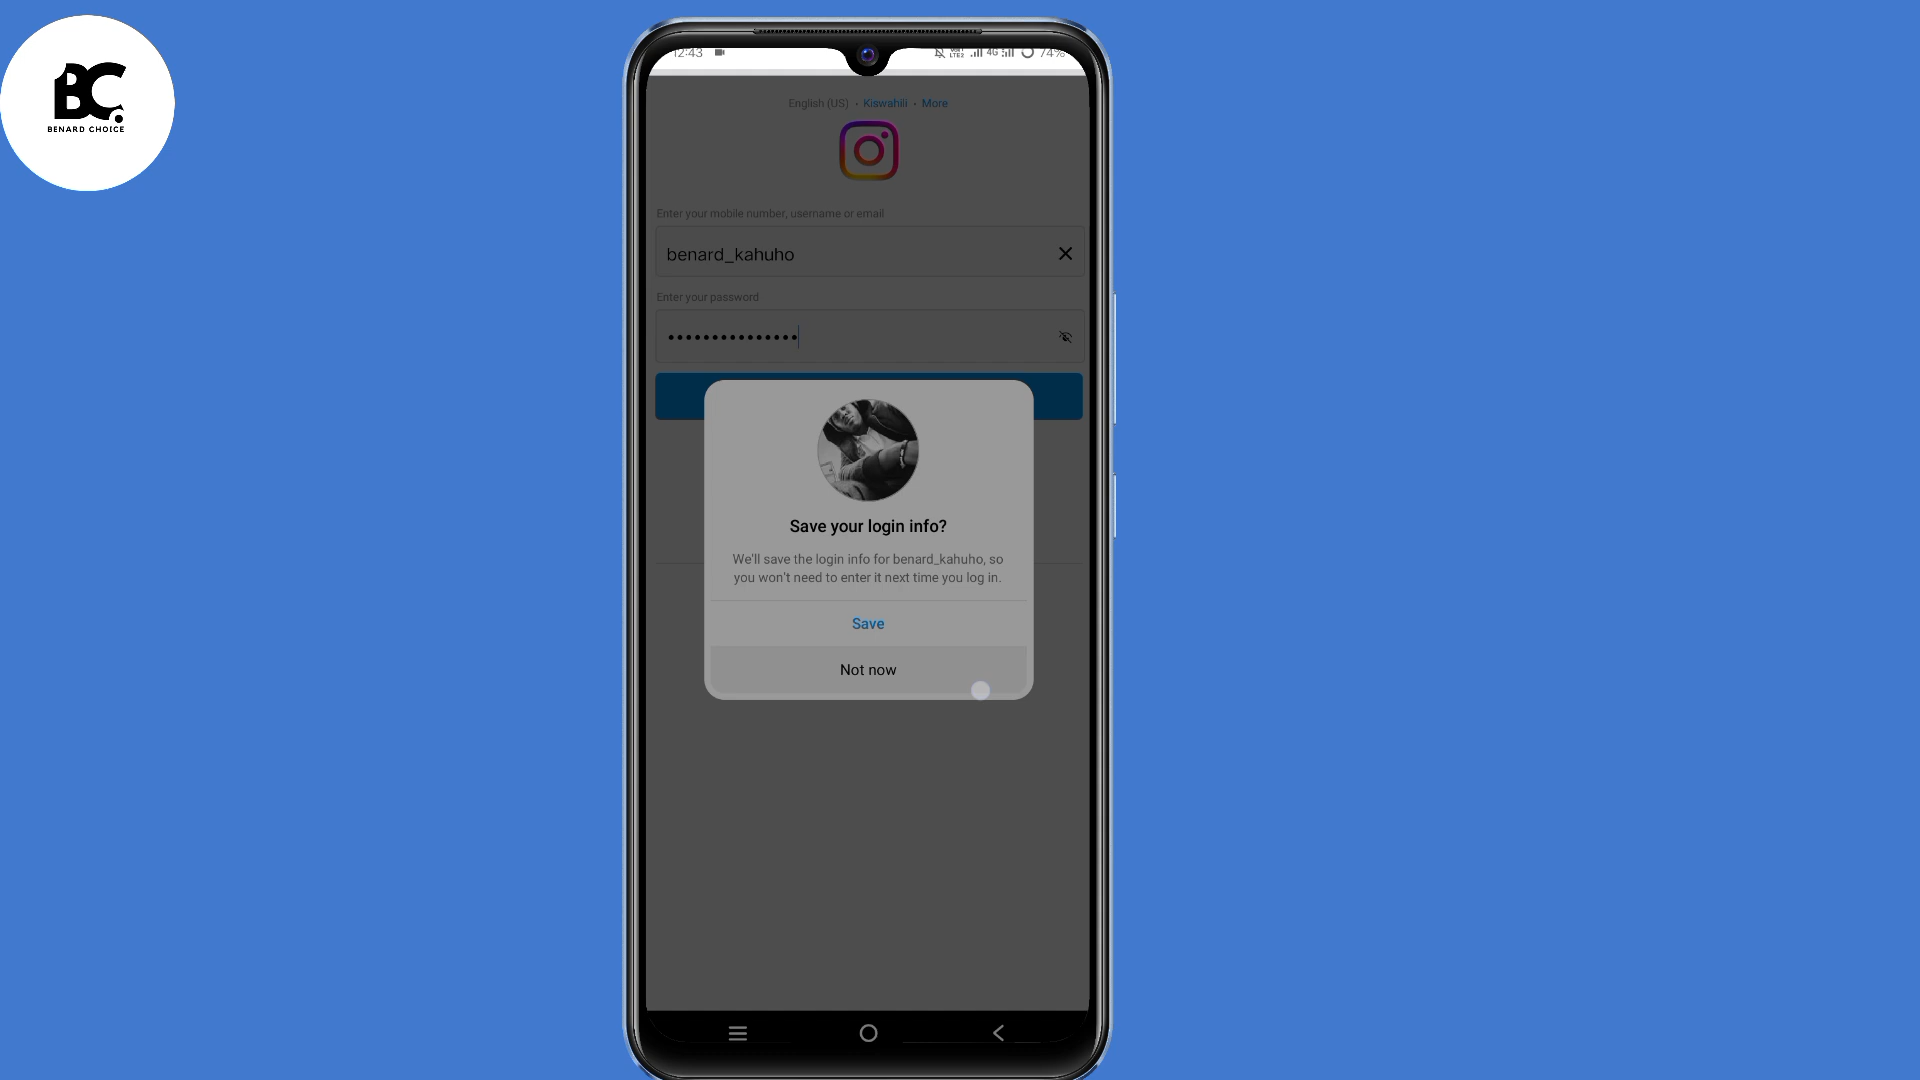 BC
BENARD CHOICE
12:43
4G
74%
English (US) • Kiswahili • More
Enter your mobile number, username or email
benard_kahuho
Enter your password
•••••••••••••••
Save your login info?
We'll save the login info for benard_kahuho, so
you won't need to enter it next time you log in.
Save
Not now